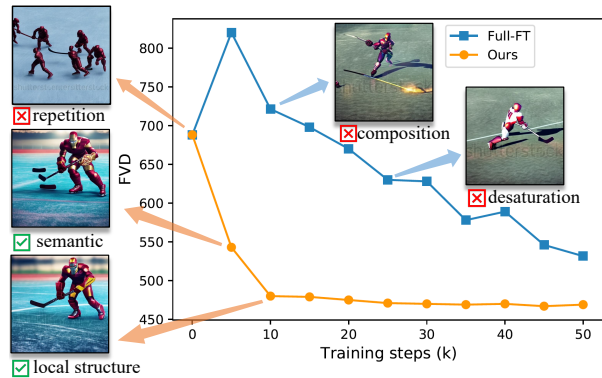 Full-FT
Ours
repetition
composition
desaturation
semantic
local structure
FVD
800
750
700
650
600
550
500
450
0
10
20
30
40
50
Training steps (k)